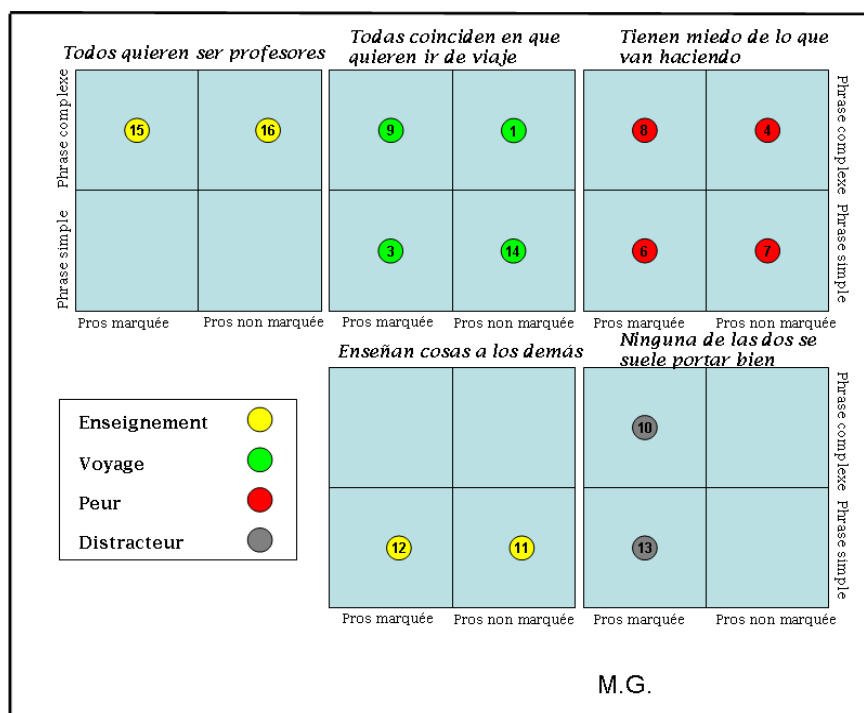 Todos quieren ser profesores
Todas coinciden en que
quieren ir de viaje
Tienen miedo de lo que
van haciendo
Phrase complexe
Phrase simple
15
16
9
1
3
14
8
4
6
7
Phrase complexe
Phrase simple
Pros marquée
Pros non marquée
Pros marquée
Pros non marquée
Pros marquée
Pros non marquée
Enseñan cosas a los demás
Ninguna de las dos se
suele portar bien
Enseignement
Voyage
Peur
Distracteur
12
11
10
13
Phrase complexe
Phrase simple
Pros marquée
Pros non marquée
Pros marquée
Pros non marquée
M.G.